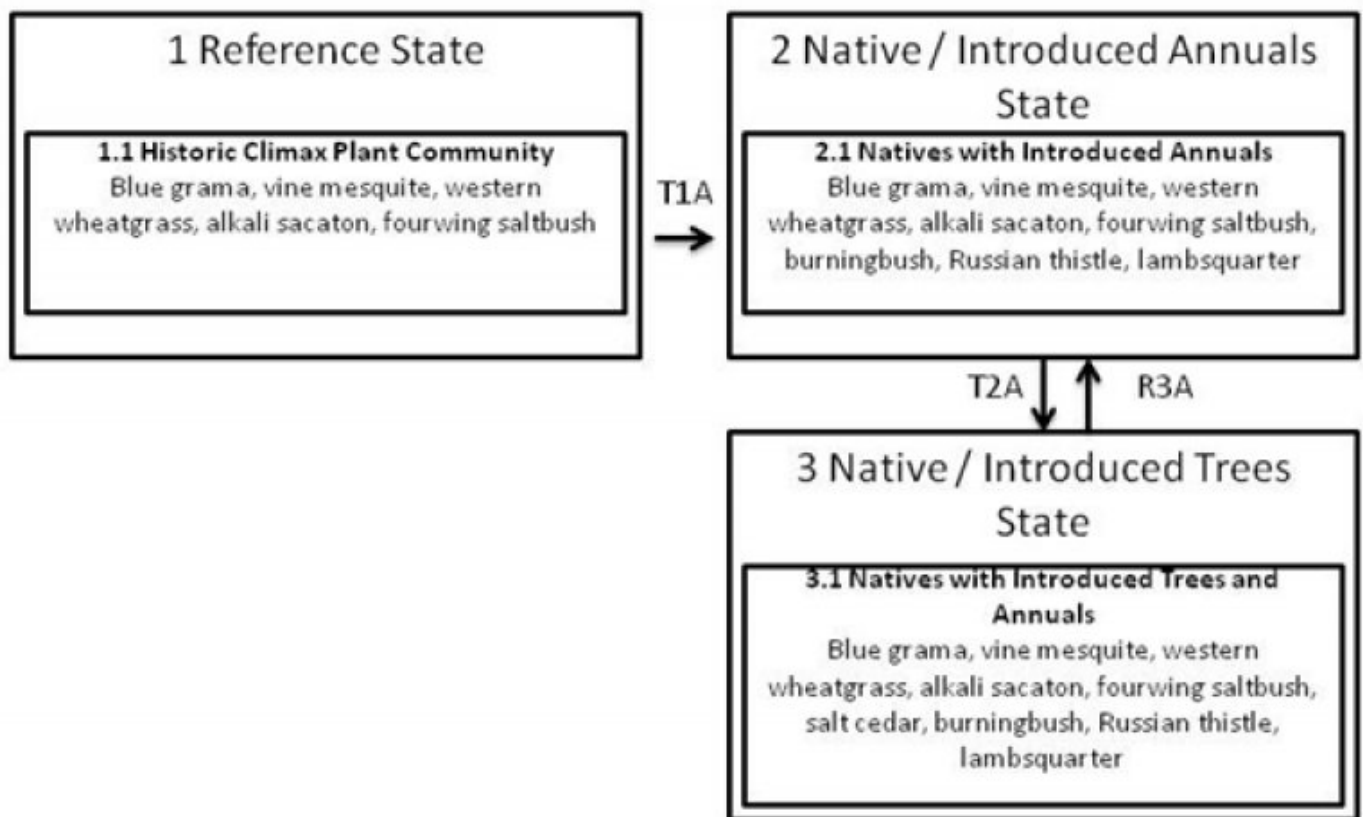 1 Reference State
1.1 Historic Climax Plant Community
Blue grama, vine mesquite, western
wheatgrass, alkali sacaton, fourwing saltbush
T1A
2 Native / Introduced Annuals
State
2.1 Natives with Introduced Annuals
Blue grama, vine mesquite, western
wheatgrass, alkali sacaton, fourwing saltbush,
burningbush, Russian thistle, lambsquarter
T2A
R3A
3 Native / Introduced Trees
State
3.1 Natives with Introduced Trees and
Annuals
Blue grama, vine mesquite, western
wheatgrass, alkali sacaton, fourwing saltbush,
salt cedar, burningbush, Russian thistle,
lambsquarter